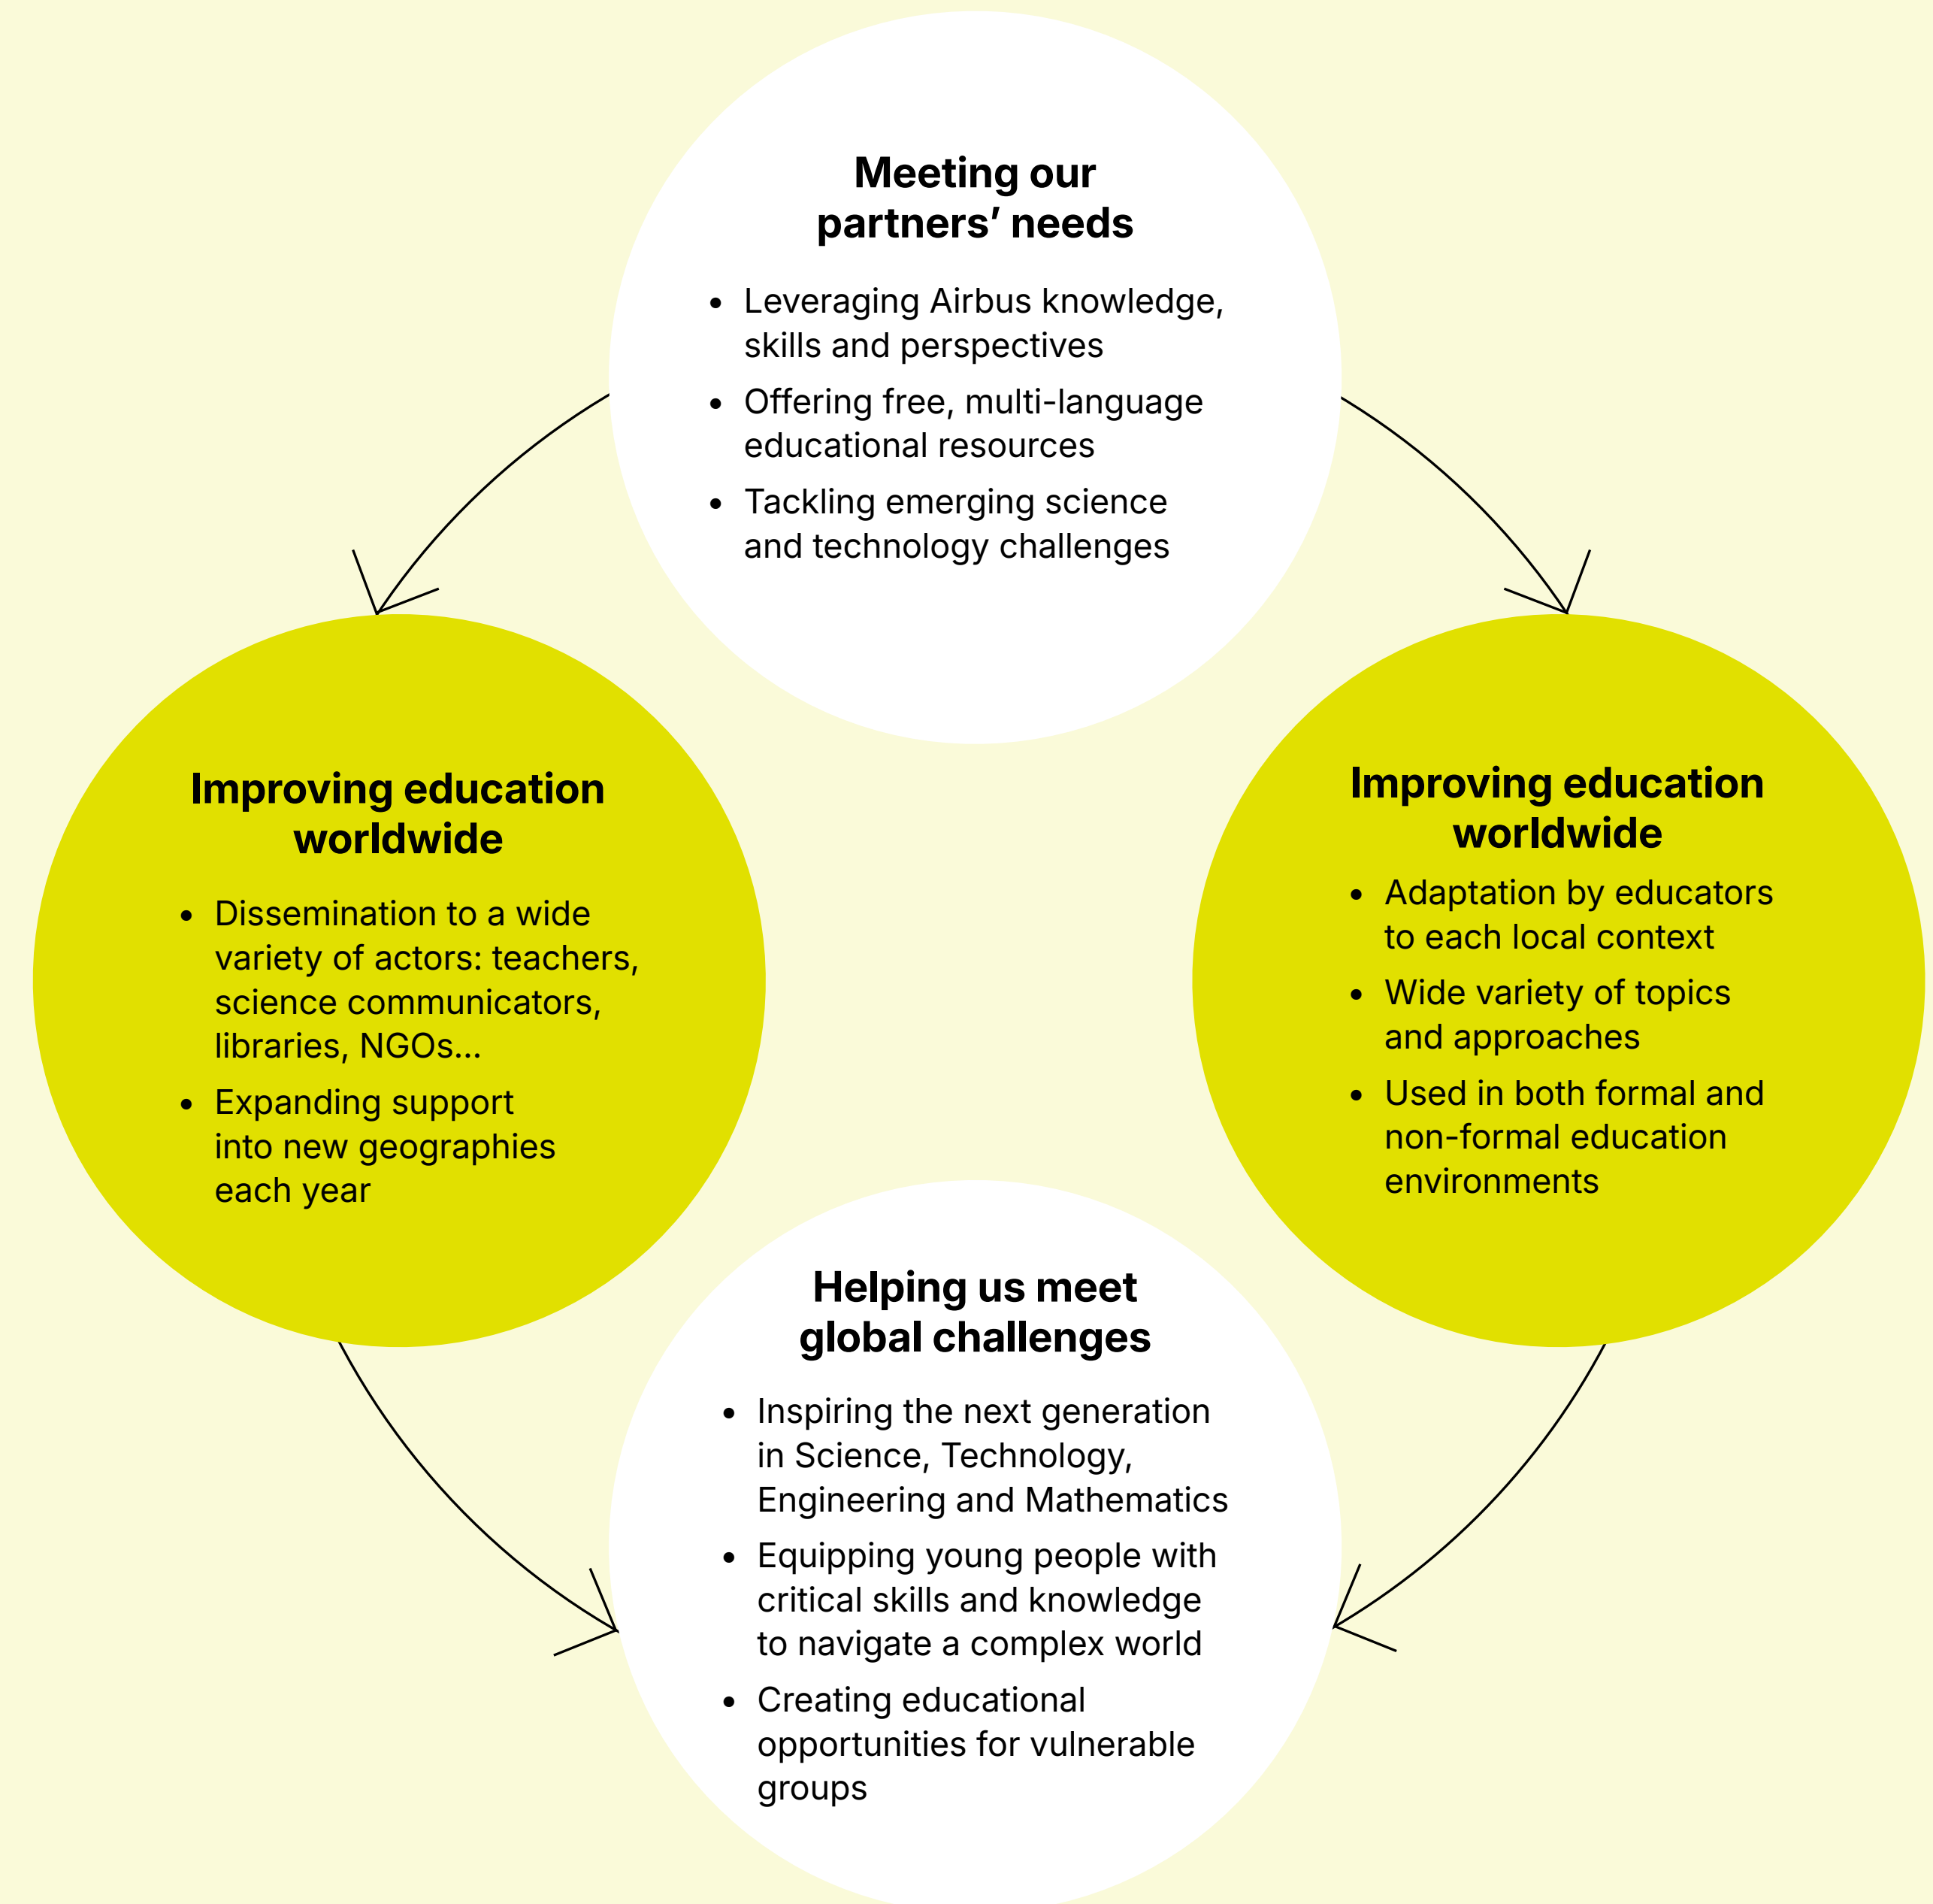 Meeting our
partners’ needs
• Leveraging Airbus knowledge,
skills and perspectives
• Offering free, multi-language
educational resources
• Tackling emerging science
and technology challenges
Improving education
worldwide
• Dissemination to a wide
variety of actors: teachers,
science communicators,
libraries, NGOs...
• Expanding support
into new geographies
each year
Improving education
worldwide
• Adaptation by educators
to each local context
• Wide variety of topics
and approaches
• Used in both formal and
non-formal education
environments
Helping us meet
global challenges
• Inspiring the next generation
in Science, Technology,
Engineering and Mathematics
• Equipping young people with
critical skills and knowledge
to navigate a complex world
• Creating educational
opportunities for vulnerable
groups